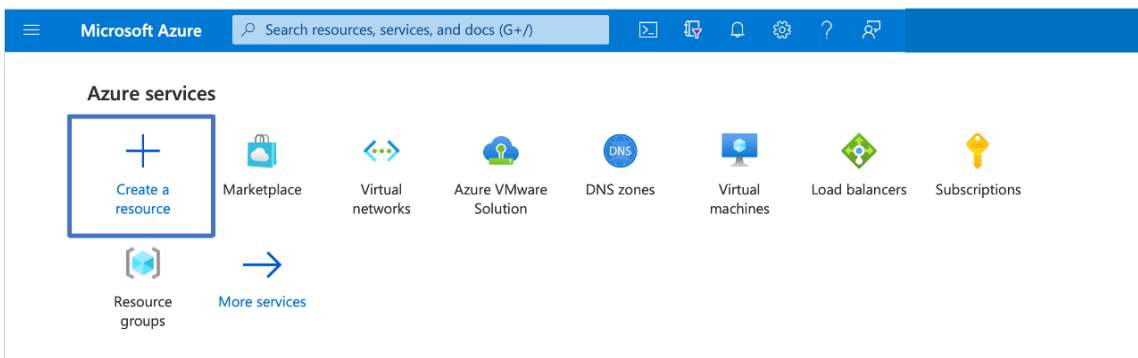 Microsoft Azure
Search resources, services, and docs (G+/)
Azure services
Create a
resource
Marketplace
Virtual
networks
Azure VMware
Solution
DNS
DNS zones
Virtual
machines
Load balancers
Subscriptions
Resource
groups
More services